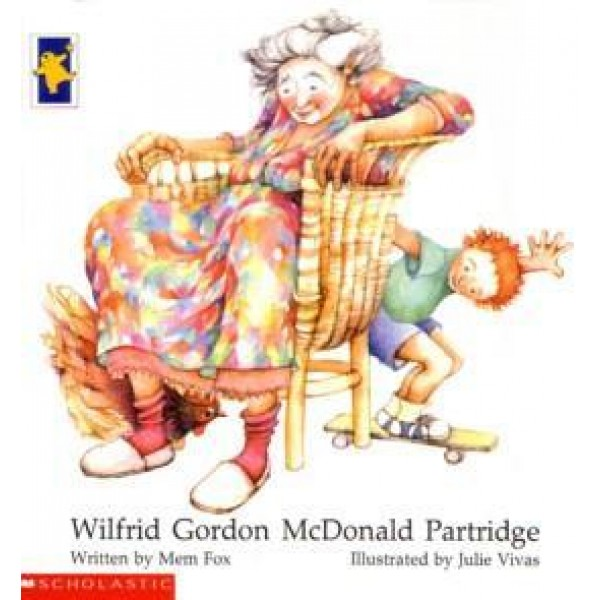 Wilfrid Gordon McDonald Partridge
Written by Mem Fox
Illustrated by Julie Vivas
SCHOLASTIC